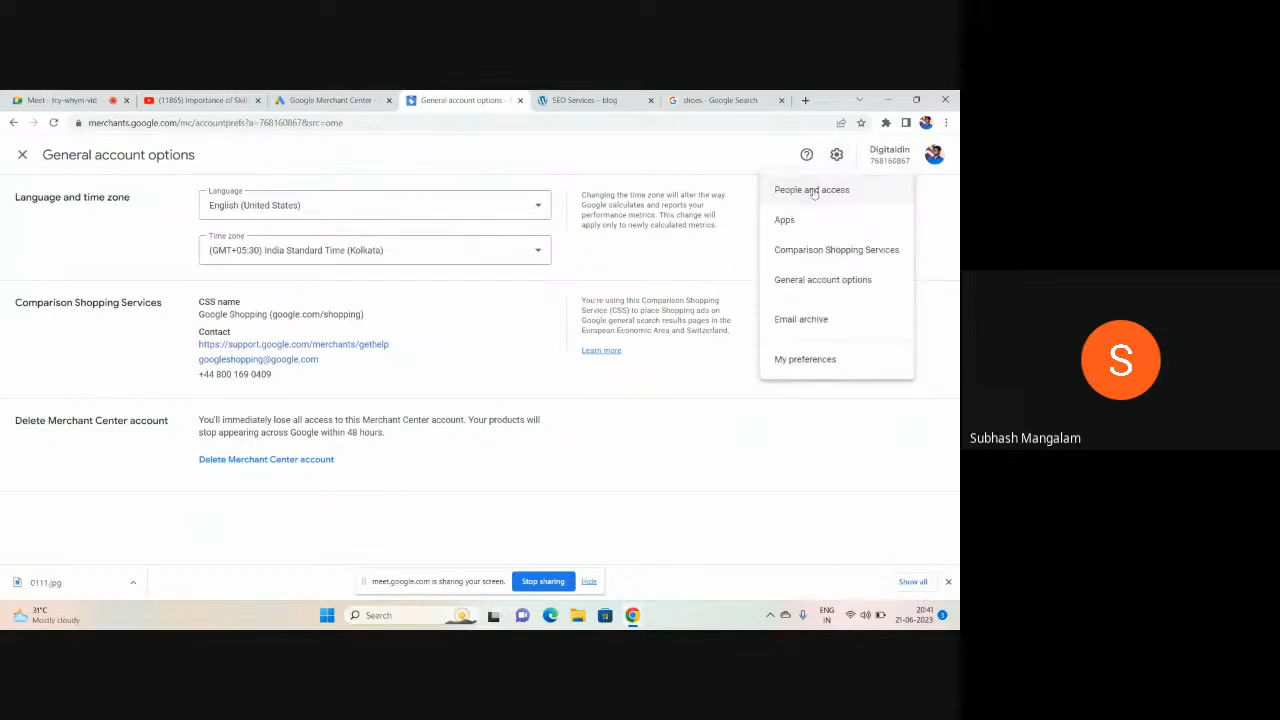 Meet - tcy-whym-vid
(11865) Importance of Skil
Google Merchant Center -
General account options -
SEO Services – blog
shoes - Google Search
merchants.google.com/mc/accountprefs?a=768160867&src=ome
General account options
Digitaldin
768160867
Language and time zone
Language
English (United States)
Time zone
(GMT+05:30) India Standard Time (Kolkata)
Changing the time zone will alter the way
Google calculates and reports your
performance metrics. This change will
apply only to newly calculated metrics.
People and access
Apps
Comparison Shopping Services
General account options
Email archive
My preferences
Comparison Shopping Services
CSS name
Google Shopping (google.com/shopping)
Contact
https://support.google.com/merchants/gethelp
googleshopping@google.com
+44 800 169 0409
You're using this Comparison Shopping
Service (CSS) to place Shopping ads on
Google general search results pages in the
European Economic Area and Switzerland.
Learn more
Delete Merchant Center account
You'll immediately lose all access to this Merchant Center account. Your products will
stop appearing across Google within 48 hours.
Delete Merchant Center account
S
Subhash Mangalam
0111.jpg
meet.google.com is sharing your screen.
Stop sharing
Hide
Show all
31°C
Mostly cloudy
Search
ENG
IN
20:41
21-06-2023
3